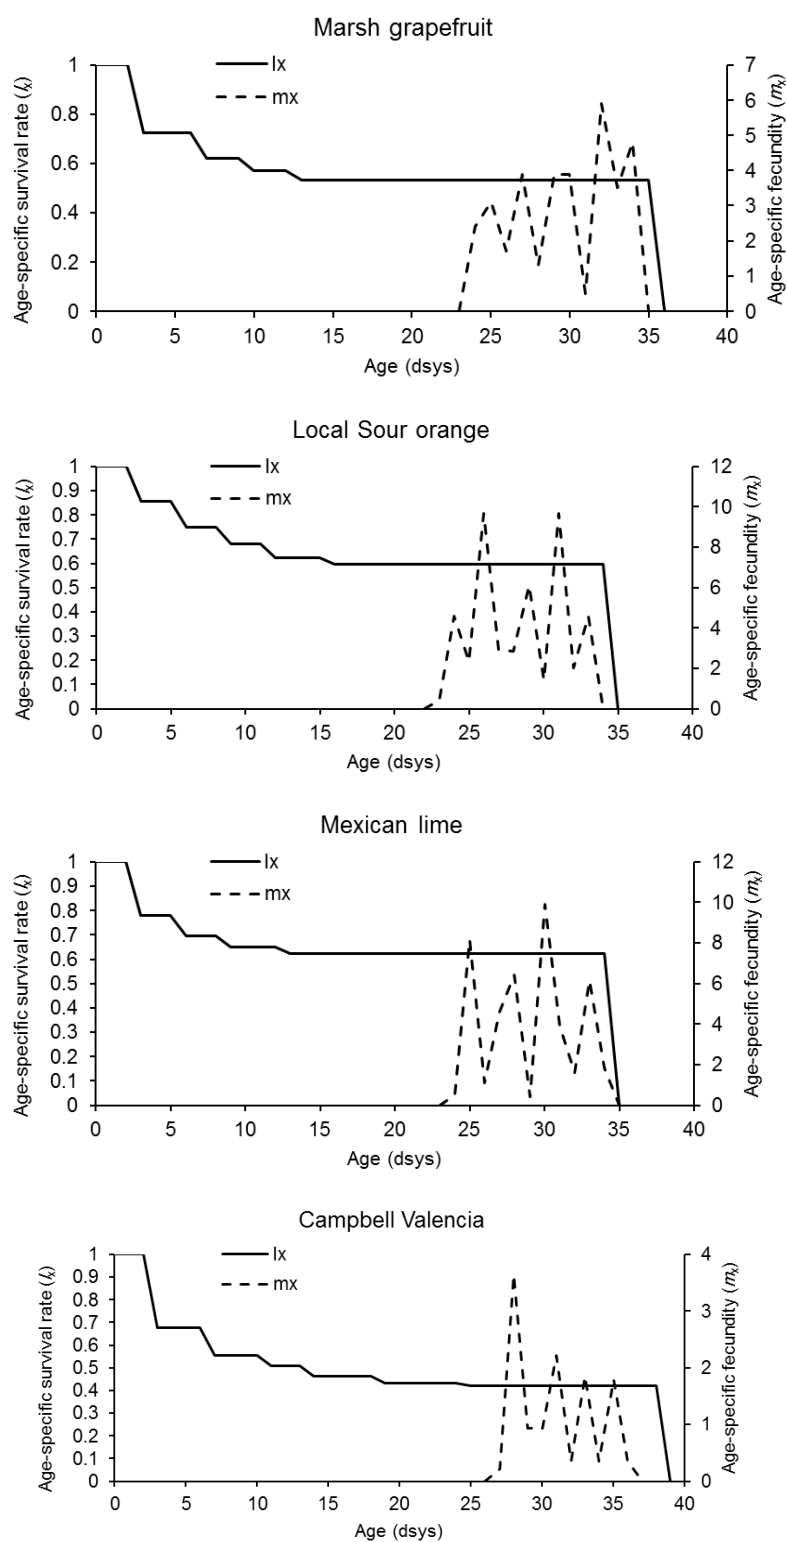 Marsh grapefruit
lx
mx
Age-specific survival rate (lx)
1
0.8
0.6
0.4
0.2
0
7
6
5
4
3
2
1
0
Age-specific fecundity (mx)
0 5 10 15 20 25 30 35 40
Age (dsys)
Local Sour orange
lx
mx
Age-specific survival rate (lx)
1
0.9
0.8
0.7
0.6
0.5
0.4
0.3
0.2
0.1
0
12
10
8
6
4
2
0
Age-specific fecundity (mx)
0 5 10 15 20 25 30 35 40
Age (dsys)
Mexican lime
lx
mx
Age-specific survival rate (lx)
1
0.9
0.8
0.7
0.6
0.5
0.4
0.3
0.2
0.1
0
12
10
8
6
4
2
0
Age-specific fecundity (mx)
0 5 10 15 20 25 30 35 40
Age (dsys)
Campbell Valencia
lx
mx
Age-specific survival rate (lx)
1
0.9
0.8
0.7
0.6
0.5
0.4
0.3
0.2
0.1
0
4
3
2
1
0
Age-specific fecundity (mx)
0 5 10 15 20 25 30 35 40
Age (dsys)